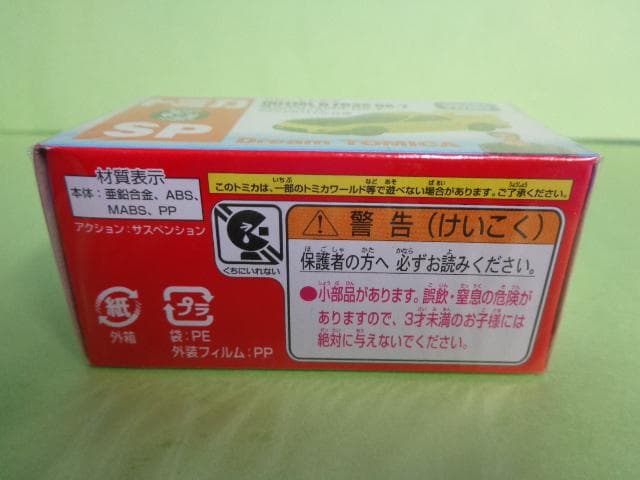 SP
Dream TOMICA
材質表示
本体：亜鉛合金、ABS、
MABS、PP
アクション：サスペンション
紙
外箱
プラ
袋：PE
外装フィルム：PP
このトミカは、一部のトミカワールド等で遊べない場合があります。ご了承ください。
くちにいれない
警告（けいこく）
保護者の方へ 必ずお読みください。
●小部品があります。誤飲・窒息の危険が
ありますので、3才未満のお子様には
絶対に与えないでください。